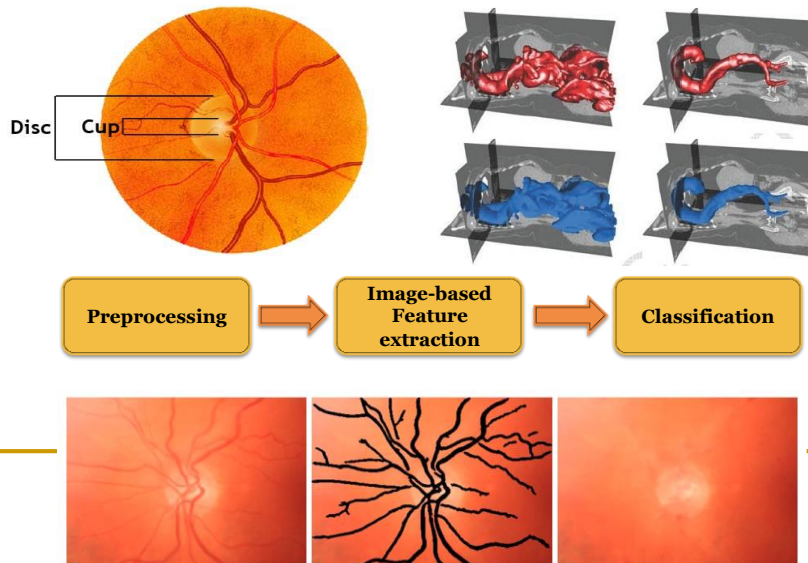 Disc
Cup
Preprocessing
Image-based
Feature
extraction
Classification